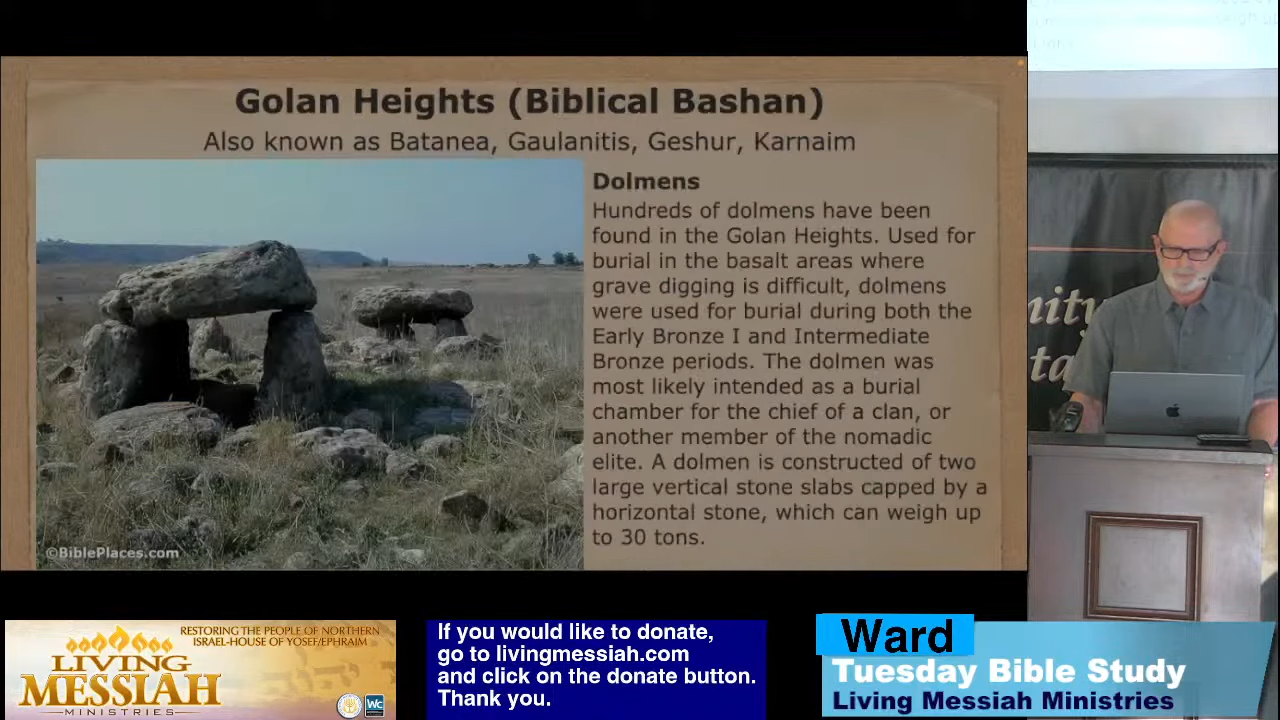 Golan Heights (Biblical Bashan)
Also known as Batanea, Gaulanitis, Geshur, Karnaim
Dolmens
Hundreds of dolmens have been
found in the Golan Heights. Used for
burial in the basalt areas where
grave digging is difficult, dolmens
were used for burial during both the
Early Bronze I and Intermediate
Bronze periods. The dolmen was
most likely intended as a burial
chamber for the chief of a clan, or
another member of the nomadic
elite. A dolmen is constructed of two
large vertical stone slabs capped by a
horizontal stone, which can weigh up
to 30 tons.
©BiblePlaces.com
RESTORING THE PEOPLE OF NORTHERN
ISRAEL-HOUSE OF YOSEF/EPHRAIM
LIVING
MESSIAH
MINISTRIES
Wc
If you would like to donate,
go to livingmessiah.com
and click on the donate button.
Thank you.
Ward
Tuesday Bible Study
Living Messiah Ministries